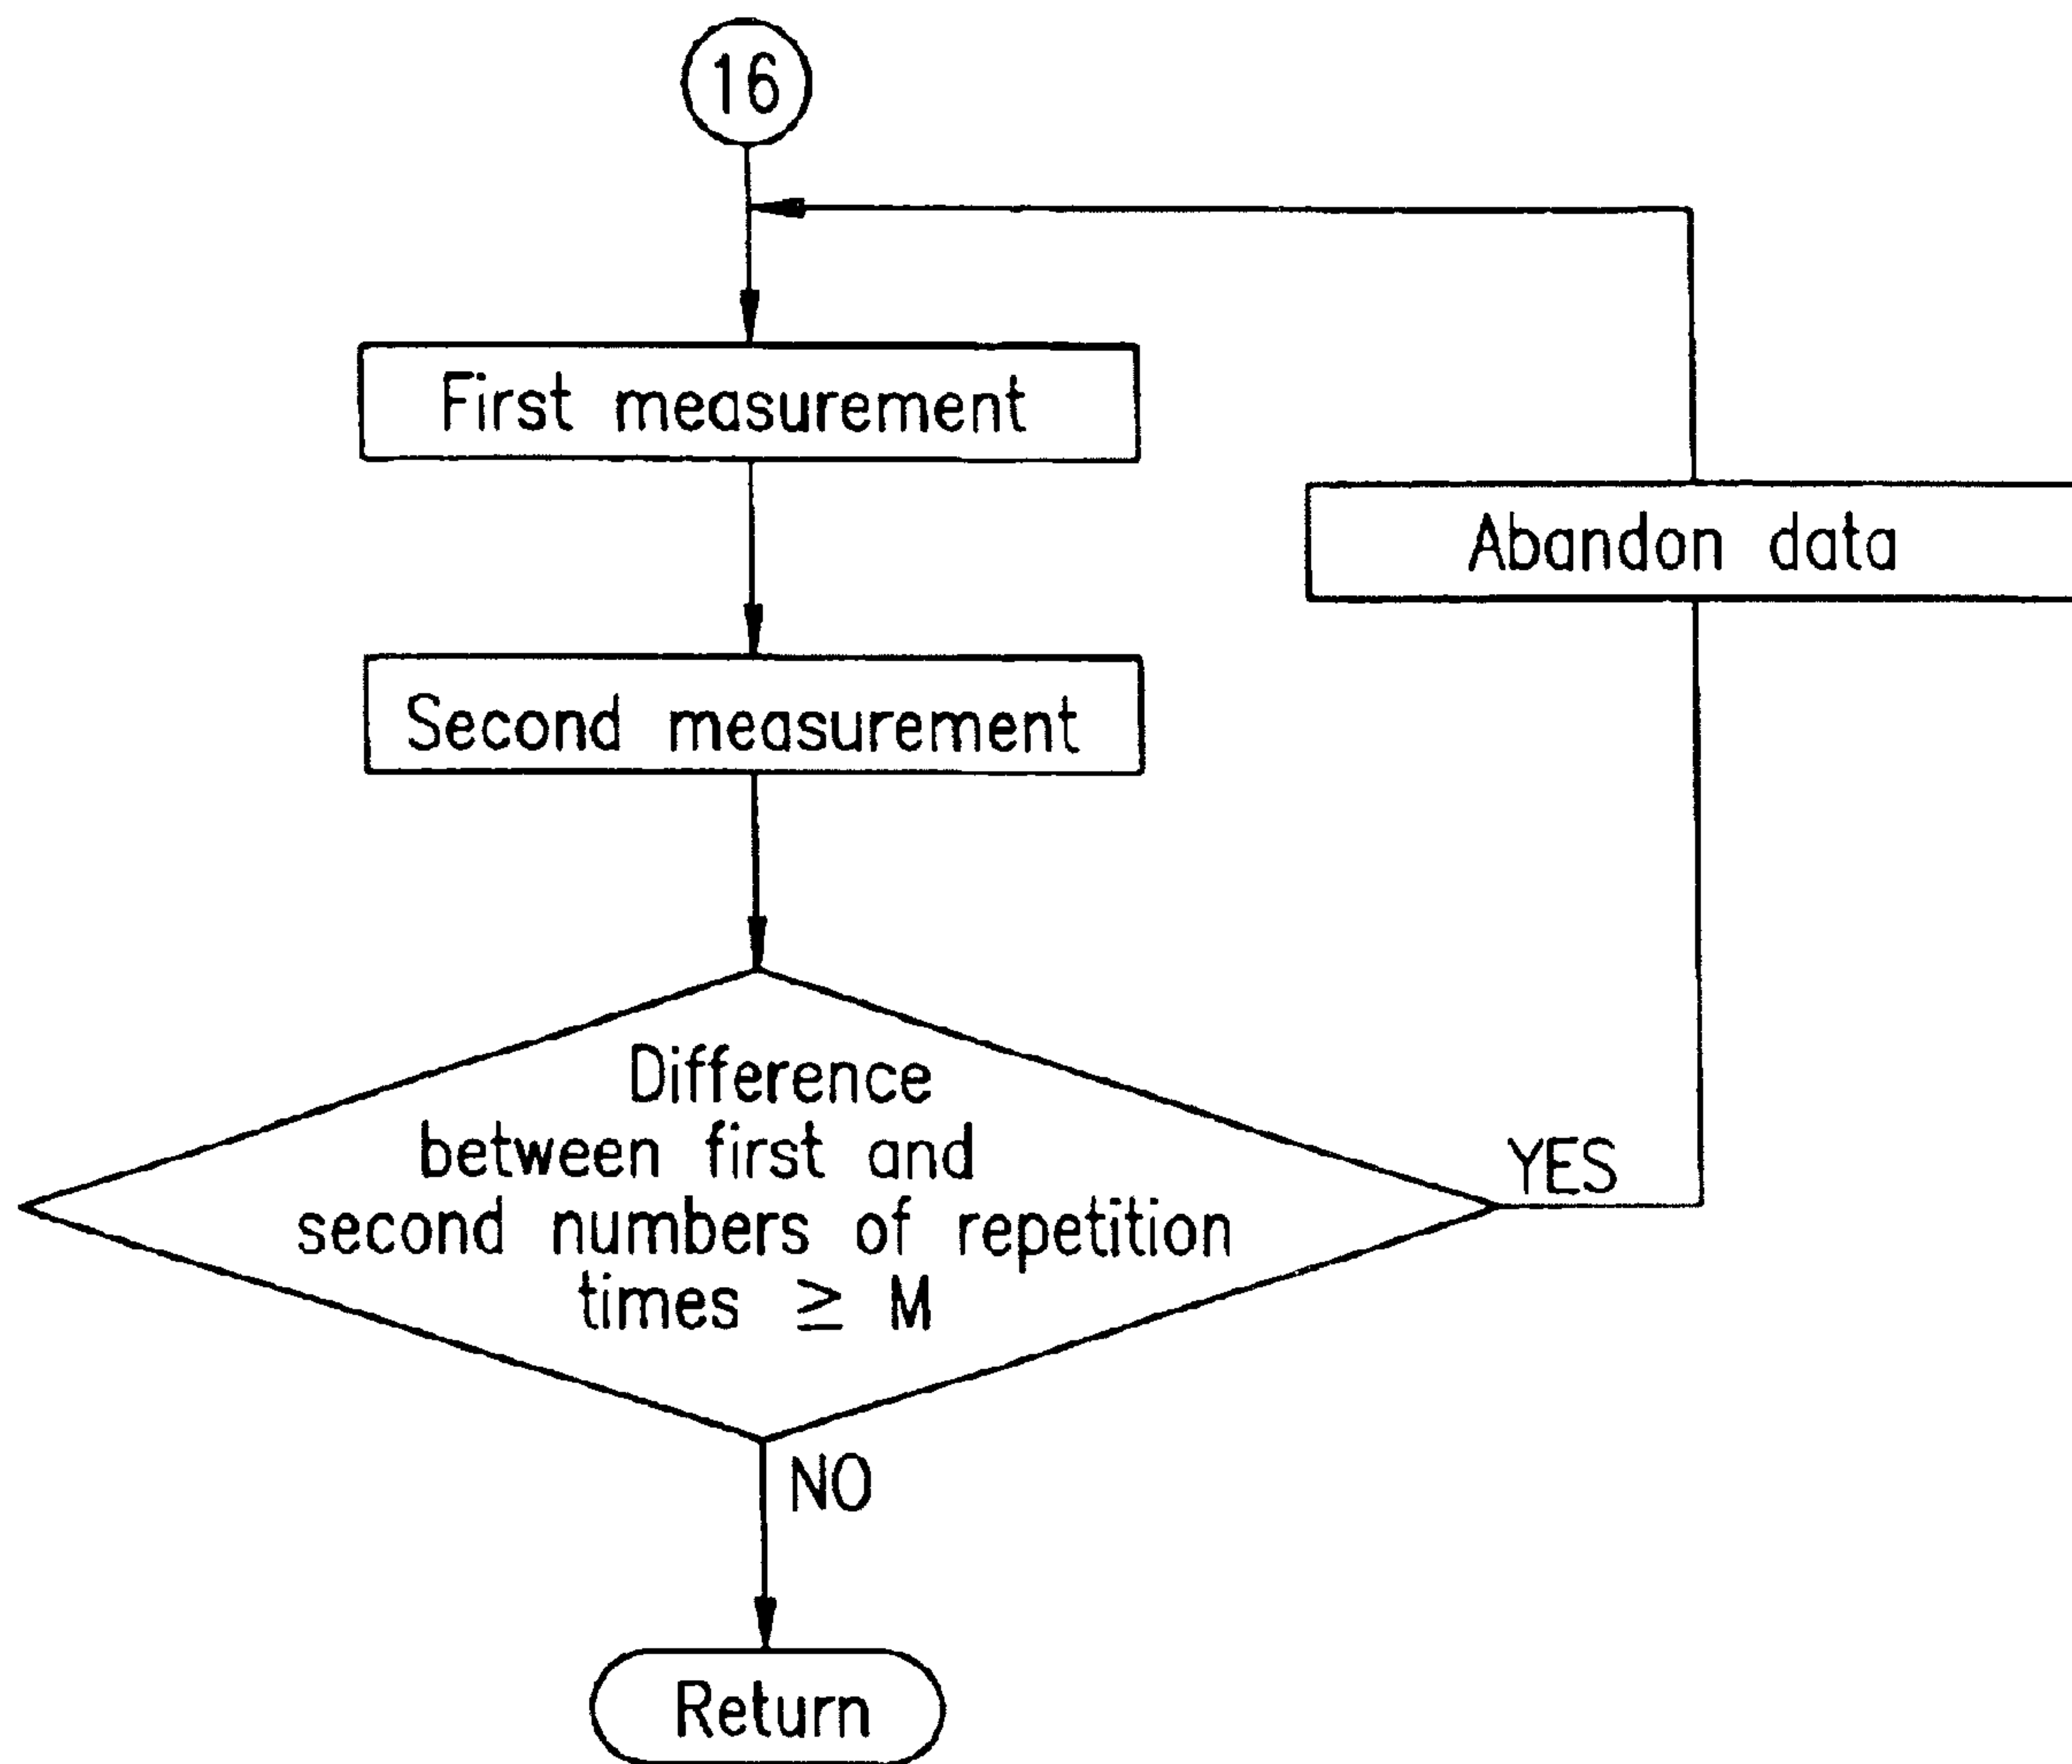 16
First measurement
Abandon data
Second measurement
Difference
between first and
second numbers of repetition
times ≥ M
YES
NO
Return